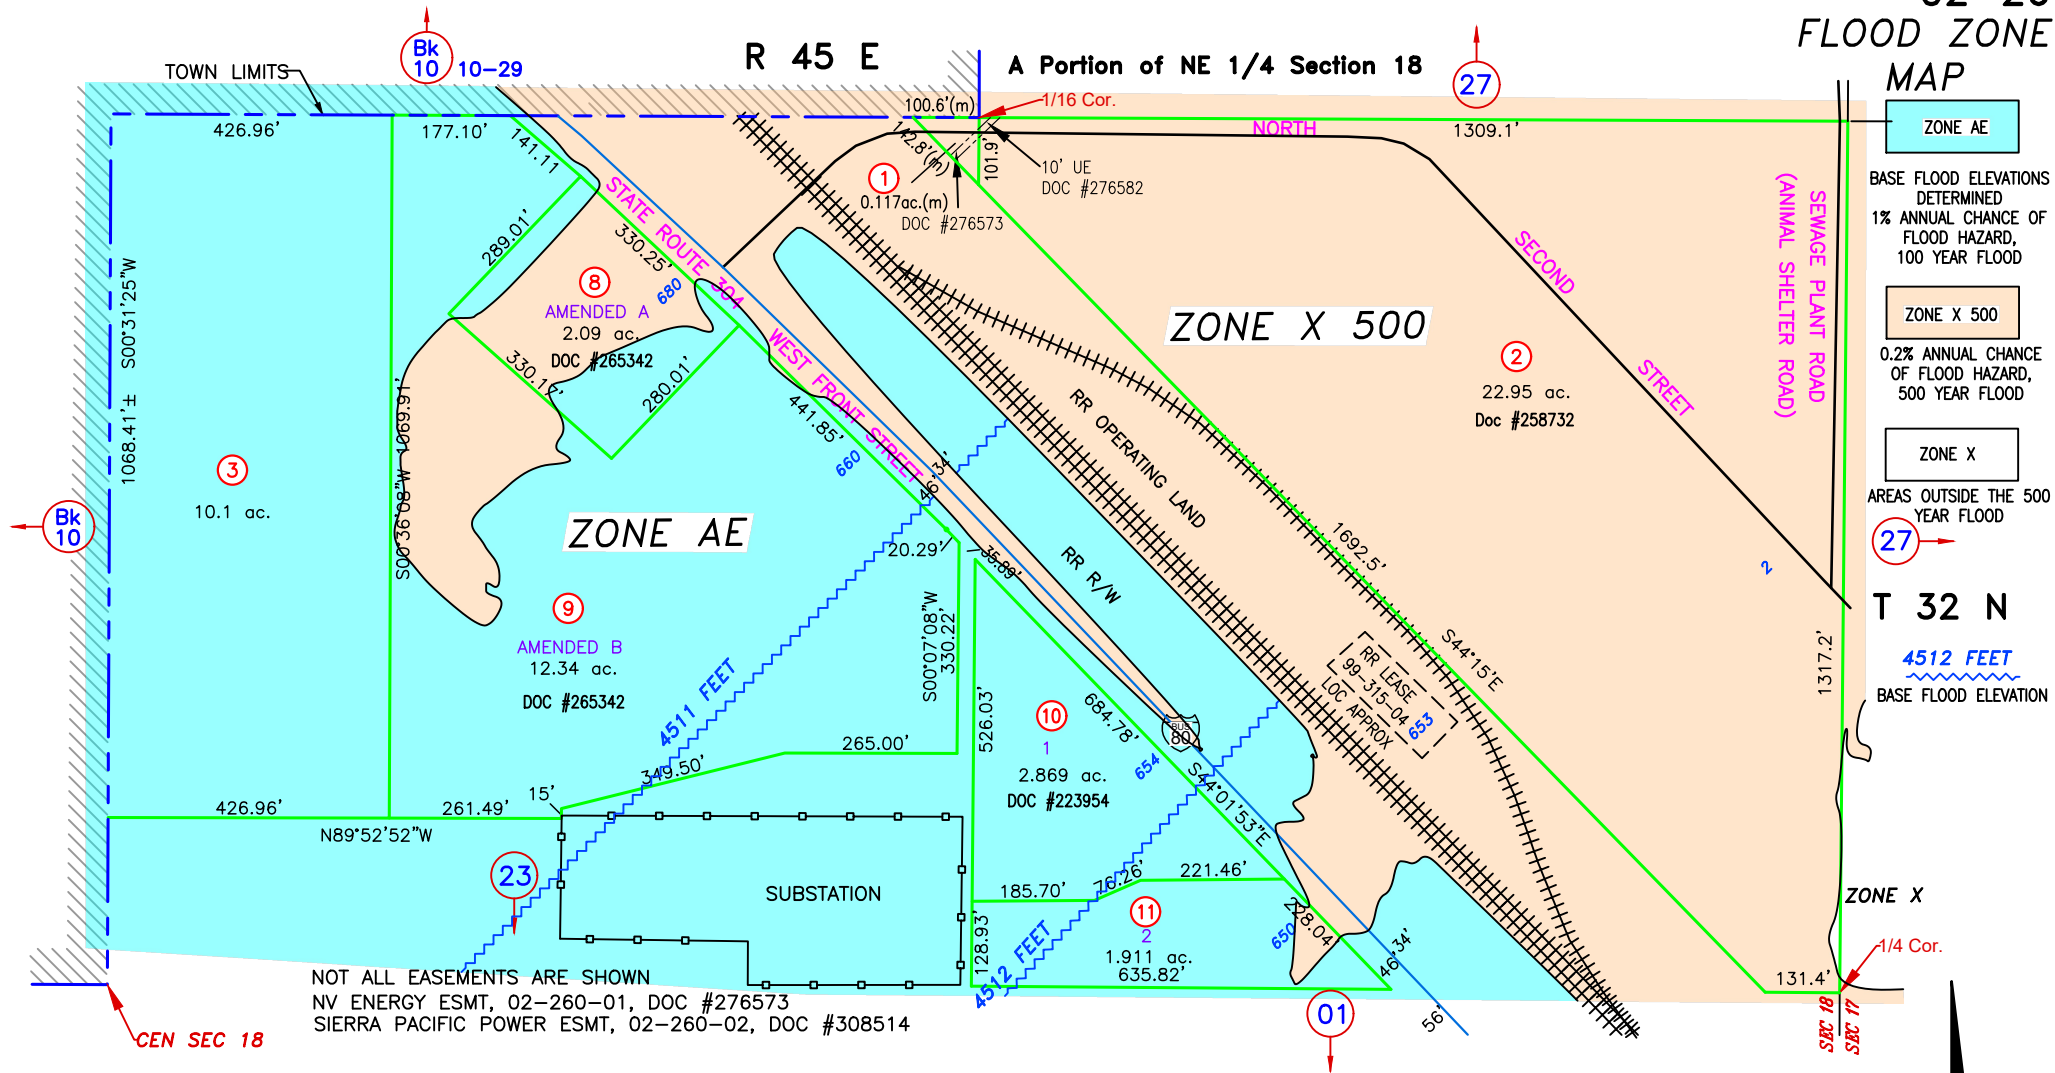 FLOOD ZONE
MAP
R 45 E
A Portion of NE 1/4 Section 18
TOWN LIMITS
Bk
10
10-29
27
1/16 Cor.
100.6'(m)
426.96'
177.10'
141.11
142.8'(m)
101.9'
NORTH
1309.1'
10' UE
DOC #276582
1
0.117ac.(m)
DOC #276573
ZONE AE
BASE FLOOD ELEVATIONS
DETERMINED
1% ANNUAL CHANCE OF
FLOOD HAZARD,
100 YEAR FLOOD
ZONE X 500
0.2% ANNUAL CHANCE
OF FLOOD HAZARD,
500 YEAR FLOOD
ZONE X
AREAS OUTSIDE THE 500
YEAR FLOOD
27
T 32 N
4512 FEET
BASE FLOOD ELEVATION
SEWAGE PLANT ROAD
(ANIMAL SHELTER ROAD)
SECOND
STREET
STATE ROUTE 304
WEST FRONT STREET
289.01'
330.25'
680
8
AMENDED A
2.09 ac.
DOC #265342
330.17'
280.01'
1068.41'± S00°31'25"W
S00°36'08"W 1069.91'
3
10.1 ac.
Bk
10
ZONE X 500
2
22.95 ac.
Doc #258732
441.85'
660
46.34'
RR OPERATING LAND
RR R/W
1692.5'
S44°15'E
ZONE AE
20.29'
35.89'
9
AMENDED B
12.34 ac.
DOC #265342
S00°07'08"W
330.22'
4511 FEET
2
1317.2'
RR LEASE
99-315-04
LOC APPROX
653
526.03'
10
1
2.869 ac.
DOC #223954
684.78'
654
BUS
80
S44°01'53"E
265.00'
349.50'
15'
426.96'
261.49'
N89°52'52"W
23
SUBSTATION
185.70'
76.26'
221.46'
11
2
1.911 ac.
635.82'
128.93'
4512 FEET
228.04
650
46.34'
56'
01
ZONE X
1/4 Cor.
131.4'
SEC 18
SEC 17
NOT ALL EASEMENTS ARE SHOWN
NV ENERGY ESMT, 02-260-01, DOC #276573
SIERRA PACIFIC POWER ESMT, 02-260-02, DOC #308514
CEN SEC 18